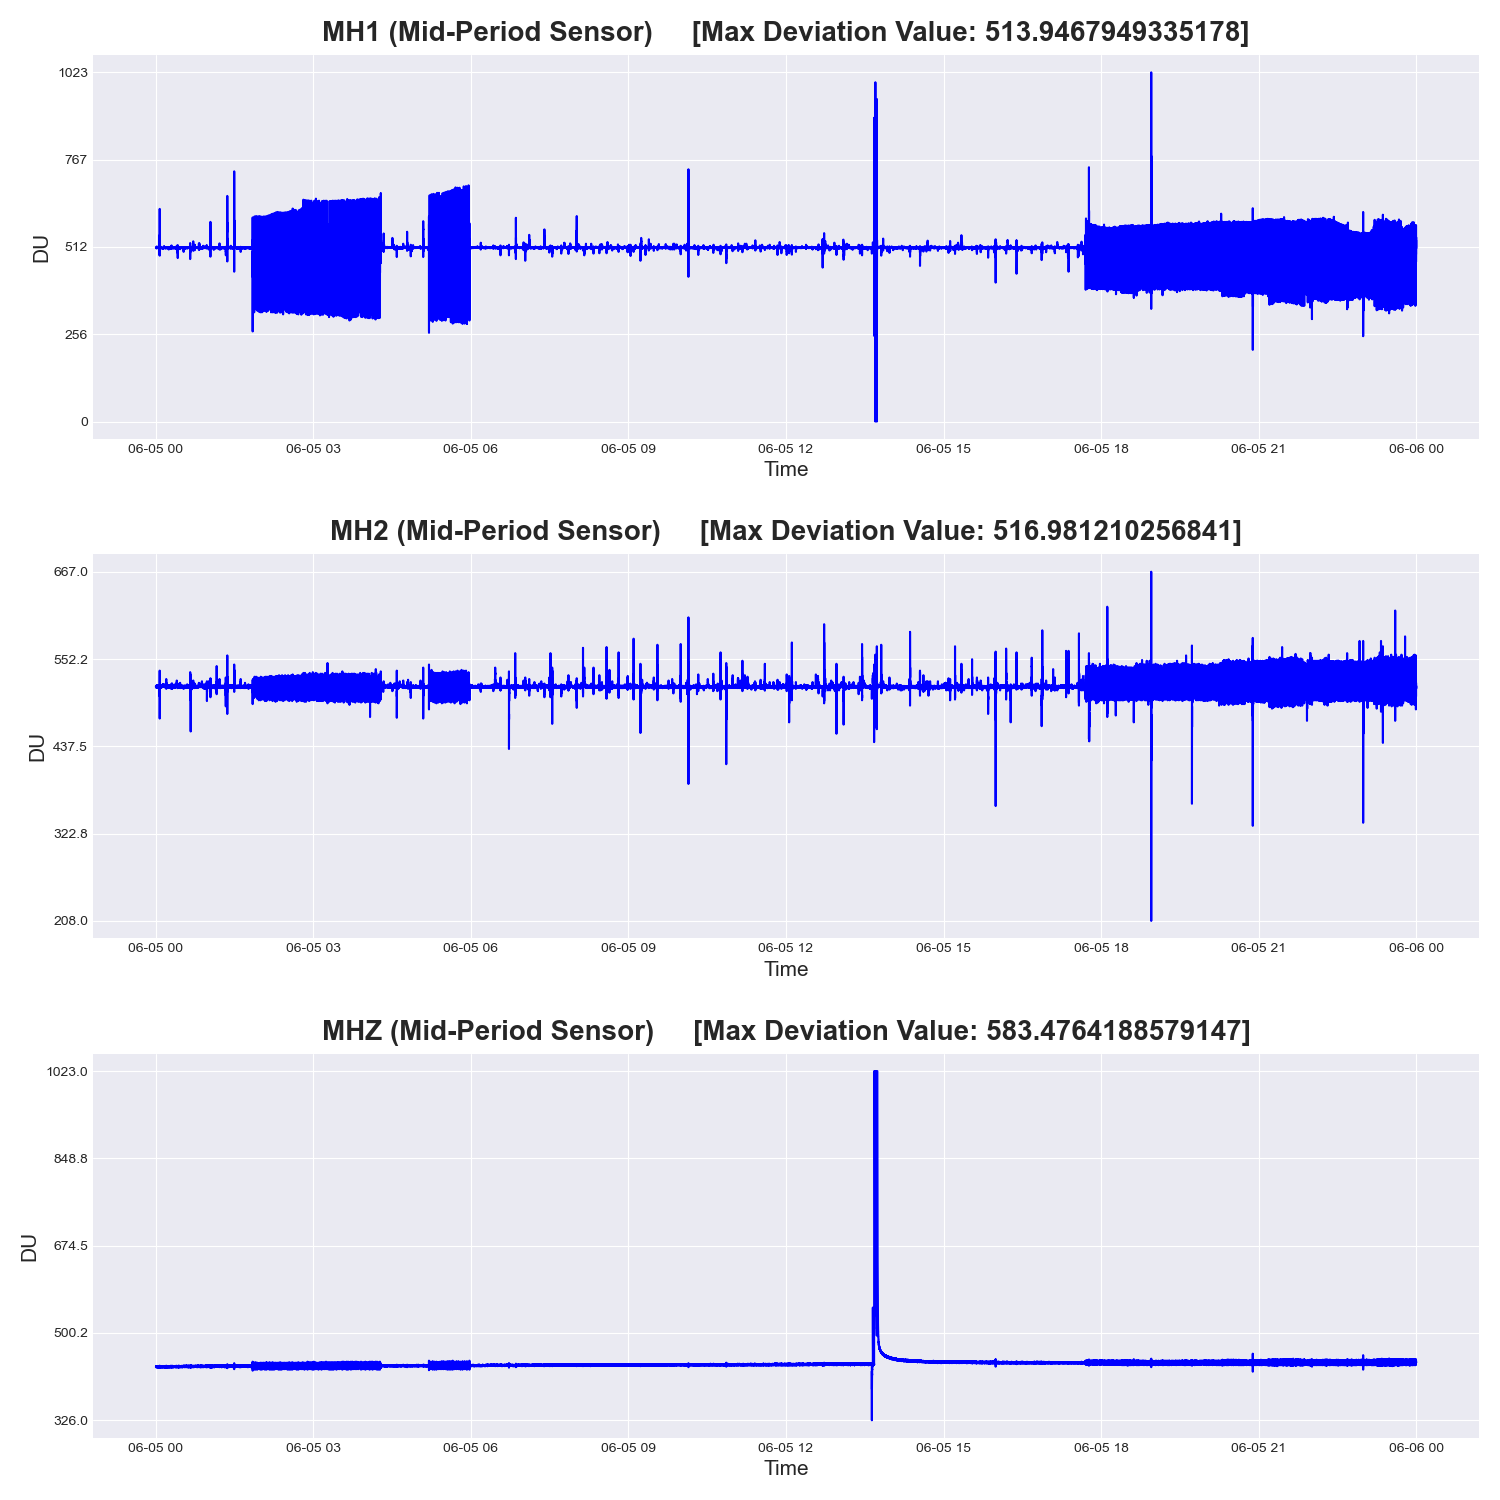 MH1 (Mid-Period Sensor) [Max Deviation Value: 513.9467949335178]
1023
767
512
256
0
DU
06-05 00 06-05 03 06-05 06 06-05 09 06-05 12 06-05 15 06-05 18 06-05 21 06-06 00
Time
MH2 (Mid-Period Sensor) [Max Deviation Value: 516.981210256841]
667.0
552.2
437.5
322.8
208.0
DU
06-05 00 06-05 03 06-05 06 06-05 09 06-05 12 06-05 15 06-05 18 06-05 21 06-06 00
Time
MHZ (Mid-Period Sensor) [Max Deviation Value: 583.4764188579147]
1023.0
848.8
674.5
500.2
326.0
DU
06-05 00 06-05 03 06-05 06 06-05 09 06-05 12 06-05 15 06-05 18 06-05 21 06-06 00
Time